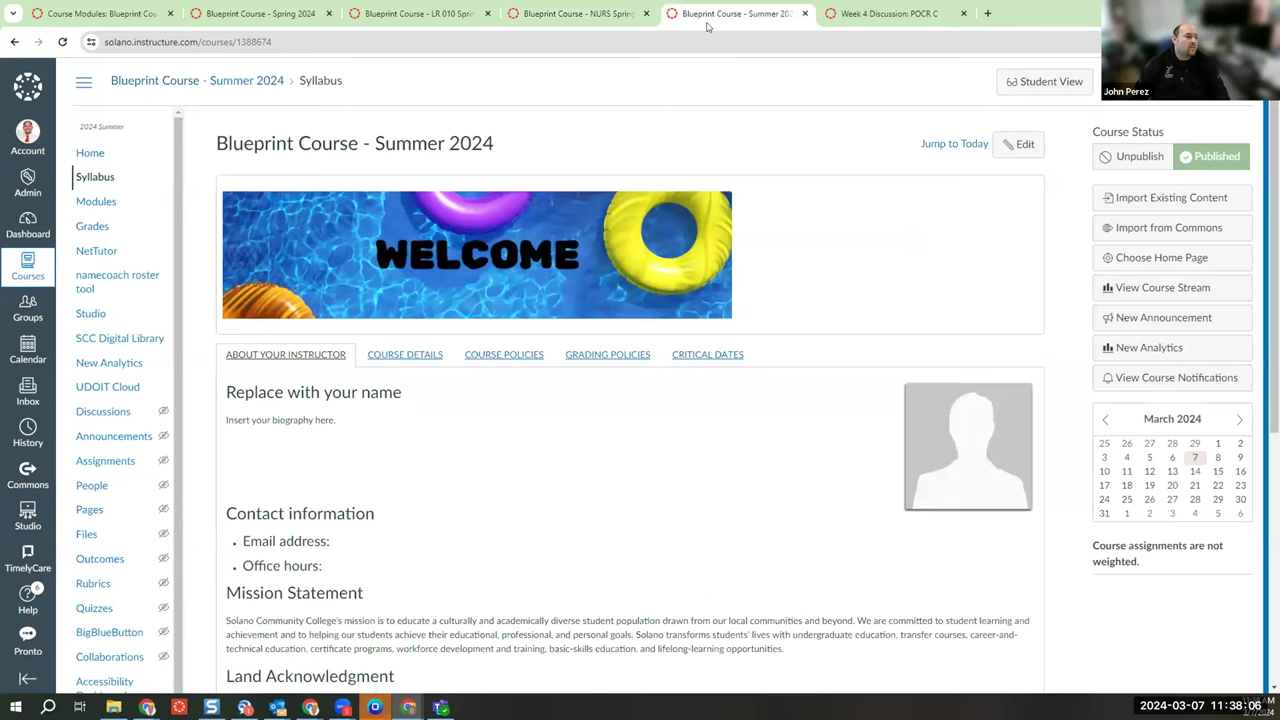 Course Modules: Blueprint Cou
Blueprint Course - Spring 2024
Blueprint Course - LR 010 Sprin
Blueprint Course - NURS Spring
Blueprint Course - Summer 202
Week 4 Discussion: POCR C
solano.instructure.com/courses/1388674
John Perez
Blueprint Course - Summer 2024 > Syllabus
Student View
Account
Admin
Dashboard
Courses
Groups
Calendar
Inbox
History
Commons
Studio
TimelyCare
6
Help
Pronto
2024 Summer
Home
Syllabus
Modules
Grades
NetTutor
namecoach roster
tool
Studio
SCC Digital Library
New Analytics
UDOIT Cloud
Discussions
Announcements
Assignments
People
Pages
Files
Outcomes
Rubrics
Quizzes
BigBlueButton
Collaborations
Accessibility
Blueprint Course - Summer 2024
Jump to Today
Edit
WELCOME
ABOUT YOUR INSTRUCTOR
COURSE DETAILS
COURSE POLICIES
GRADING POLICIES
CRITICAL DATES
Replace with your name
Insert your biography here.
Contact information
• Email address:
• Office hours:
Mission Statement
Solano Community College's mission is to educate a culturally and academically diverse student population drawn from our local communities and beyond. We are committed to student learning and
achievement and to helping our students achieve their educational, professional, and personal goals. Solano transforms students' lives with undergraduate education, transfer courses, career-and-
technical education, certificate programs, workforce development and training, basic-skills education, and lifelong-learning opportunities.
Land Acknowledgment
Course Status
Unpublish
Published
Import Existing Content
Import from Commons
Choose Home Page
View Course Stream
New Announcement
New Analytics
View Course Notifications
March 2024
25 26 27 28 29 1 2
3 4 5 6 7 8 9
10 11 12 13 14 15 16
17 18 19 20 21 22 23
24 25 26 27 28 29 30
31 1 2 3 4 5 6
Course assignments are not
weighted.
2024-03-07 11:38:06